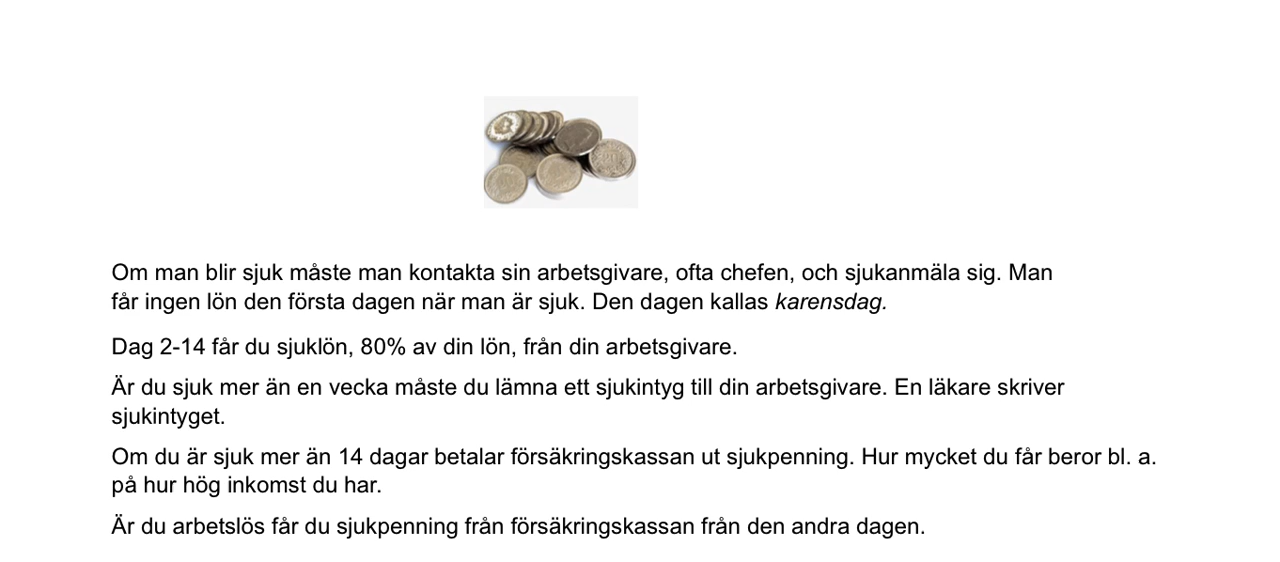 Om man blir sjuk måste man kontakta sin arbetsgivare, ofta chefen, och sjukanmäla sig. Man
får ingen lön den första dagen när man är sjuk. Den dagen kallas karensdag.
Dag 2-14 får du sjuklön, 80% av din lön, från din arbetsgivare.
Är du sjuk mer än en vecka måste du lämna ett sjukintyg till din arbetsgivare. En läkare skriver
sjukintyget.
Om du är sjuk mer än 14 dagar betalar försäkringskassan ut sjukpenning. Hur mycket du får beror bl. a.
på hur hög inkomst du har.
Är du arbetslös får du sjukpenning från försäkringskassan från den andra dagen.